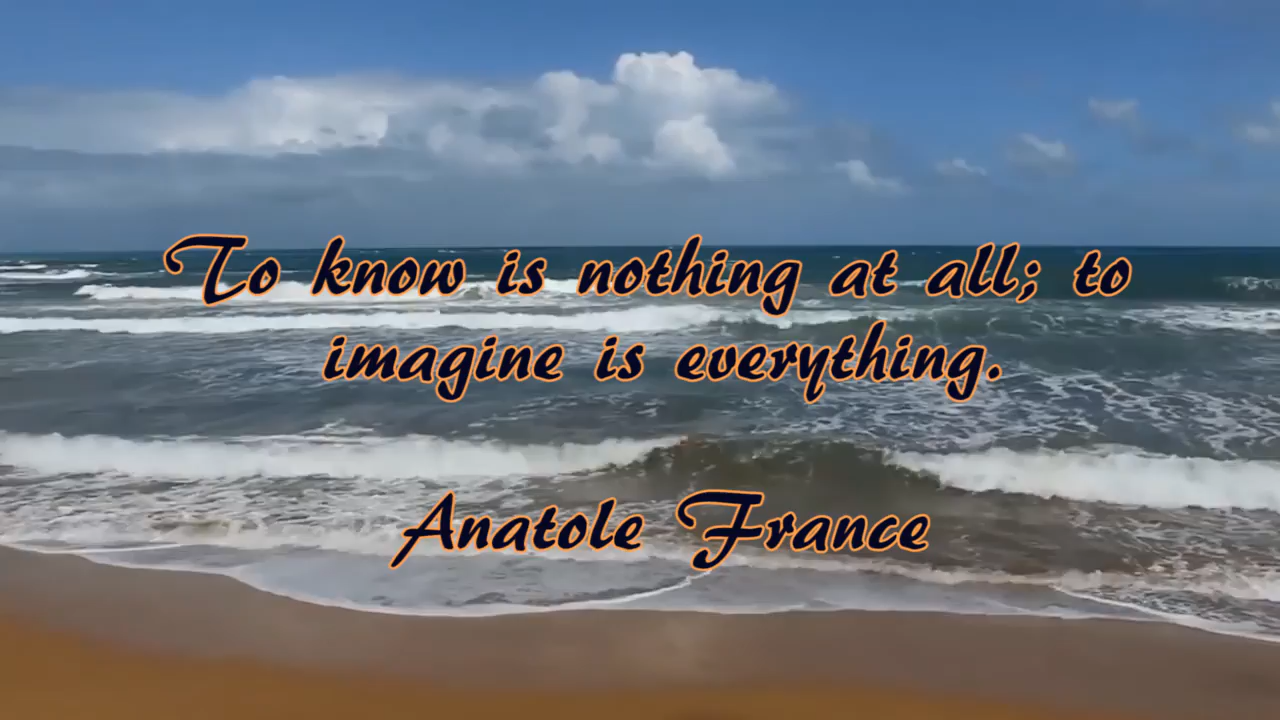 To know is nothing at all; to
imagine is everything.
Anatole France